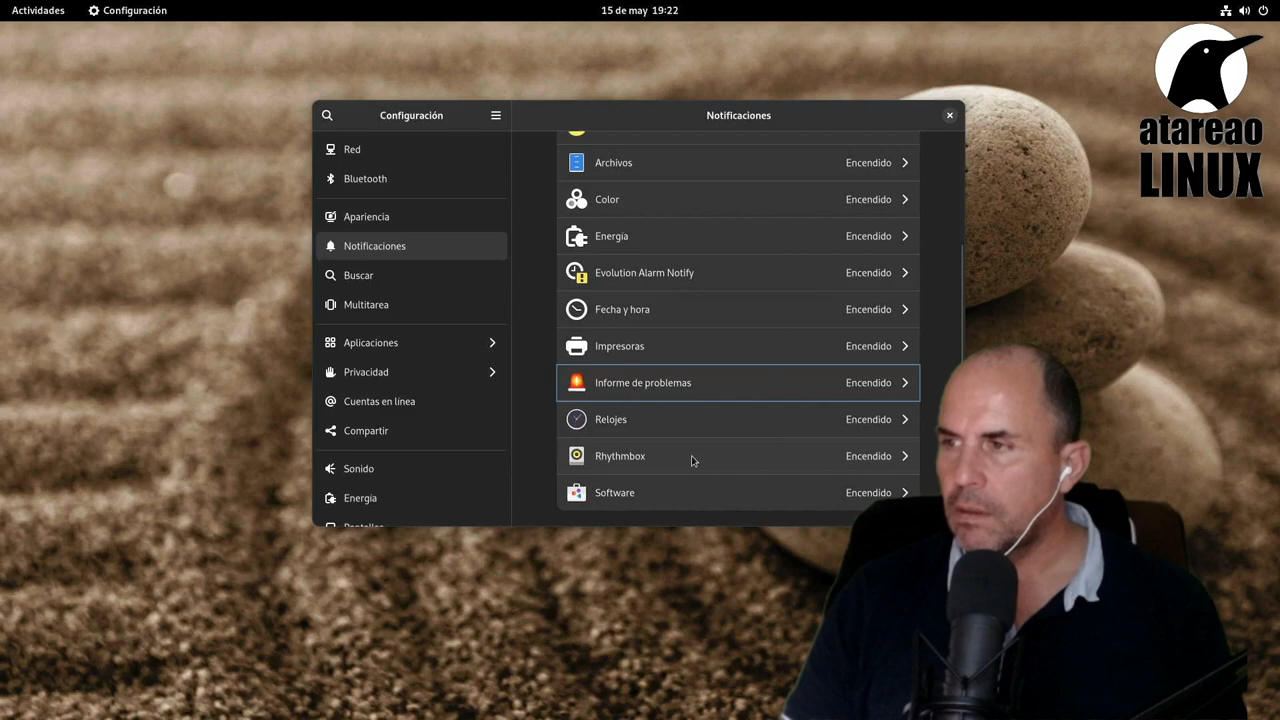 Actividades
Configuración
15 de may 19:22
atareao
LINUX
Configuración
Notificaciones
Red
Bluetooth
Apariencia
Notificaciones
Buscar
Multitarea
Aplicaciones
Privacidad
Cuentas en línea
Compartir
Sonido
Energía
Archivos Encendido
Color Encendido
Energía Encendido
Evolution Alarm Notify Encendido
Fecha y hora Encendido
Impresoras Encendido
Informe de problemas Encendido
Relojes Encendido
Rhythmbox Encendido
Software Encendido